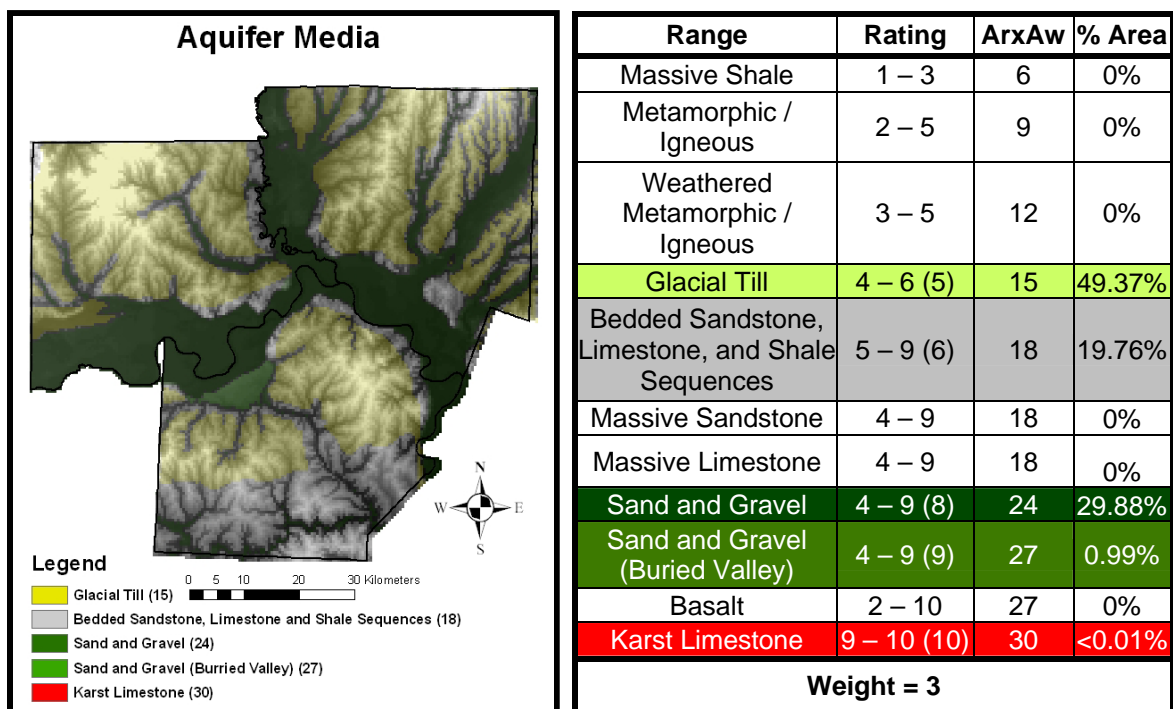 Aquifer Media
N
W
E
S
Legend
0 5 10 20 30 Kilometers
Glacial Till (15)
Bedded Sandstone, Limestone and Shale Sequences (18)
Sand and Gravel (24)
Sand and Gravel (Burried Valley) (27)
Karst Limestone (30)
Range Rating ArxAw % Area
Massive Shale 1 – 3 6 0%
Metamorphic /
Igneous 2 – 5 9 0%
Weathered
Metamorphic /
Igneous 3 – 5 12 0%
Glacial Till 4 – 6 (5) 15 49.37%
Bedded Sandstone,
Limestone, and Shale
Sequences 5 – 9 (6) 18 19.76%
Massive Sandstone 4 – 9 18 0%
Massive Limestone 4 – 9 18 0%
Sand and Gravel 4 – 9 (8) 24 29.88%
Sand and Gravel
(Buried Valley) 4 – 9 (9) 27 0.99%
Basalt 2 – 10 27 0%
Karst Limestone 9 – 10 (10) 30 <0.01%
Weight = 3